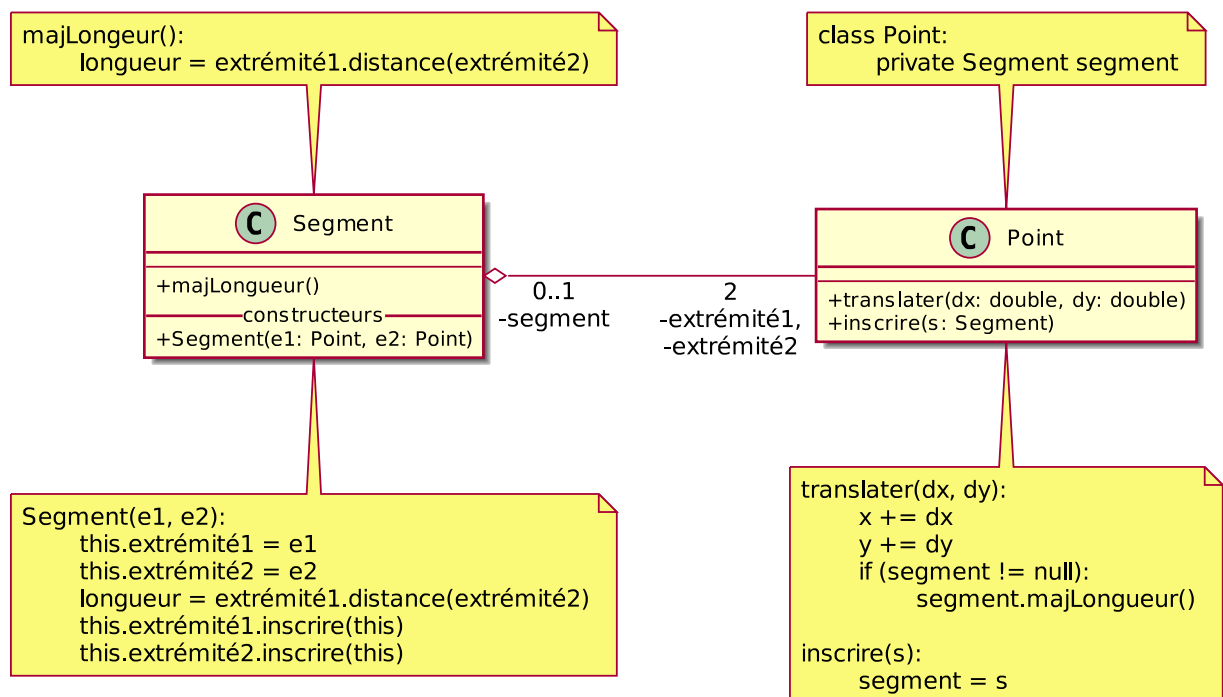 majLongeur():
longueur = extrémité1.distance(extrémité2)
class Point:
private Segment segment
C Segment
+majLongueur()
constructeurs
+Segment(e1: Point, e2: Point)
0..1
-segment
2
-extrémité1,
-extrémité2
C Point
+translater(dx: double, dy: double)
+inscrire(s: Segment)
Segment(e1, e2):
this.extrémité1 = e1
this.extrémité2 = e2
longueur = extrémité1.distance(extrémité2)
this.extrémité1.inscrire(this)
this.extrémité2.inscrire(this)
translater(dx, dy):
x += dx
y += dy
if (segment != null):
segment.majLongueur()
inscrire(s):
segment = s